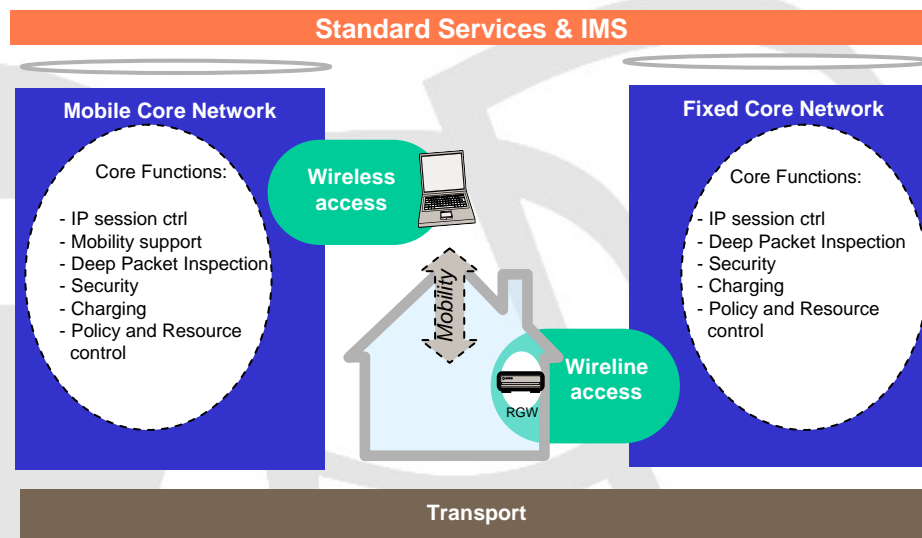 Standard Services & IMS
Mobile Core Network
Core Functions:
- IP session ctrl
- Mobility support
- Deep Packet Inspection
- Security
- Charging
- Policy and Resource
control
Wireless
access
Mobility
RGW
Wireline
access
Fixed Core Network
Core Functions:
- IP session ctrl
- Deep Packet Inspection
- Security
- Charging
- Policy and Resource
control
Transport